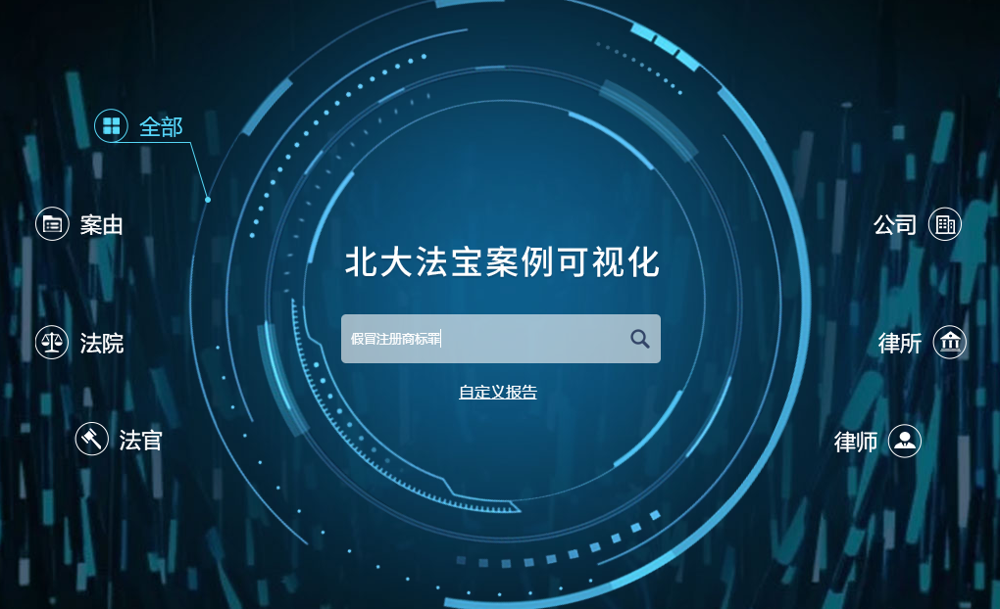 全部
案由
公司
北大法宝案例可视化
假冒注册商标罪
法院
律所
自定义报告
法官
律师